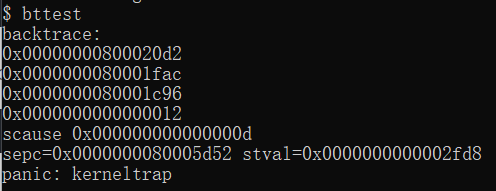 $ bttest
backtrace:
0x00000000800020d2
0x0000000080001fac
0x0000000080001c96
0x0000000000000012
scause 0x000000000000000d
sepc=0x0000000080005d52 stval=0x0000000000002fd8
panic: kerneltrap